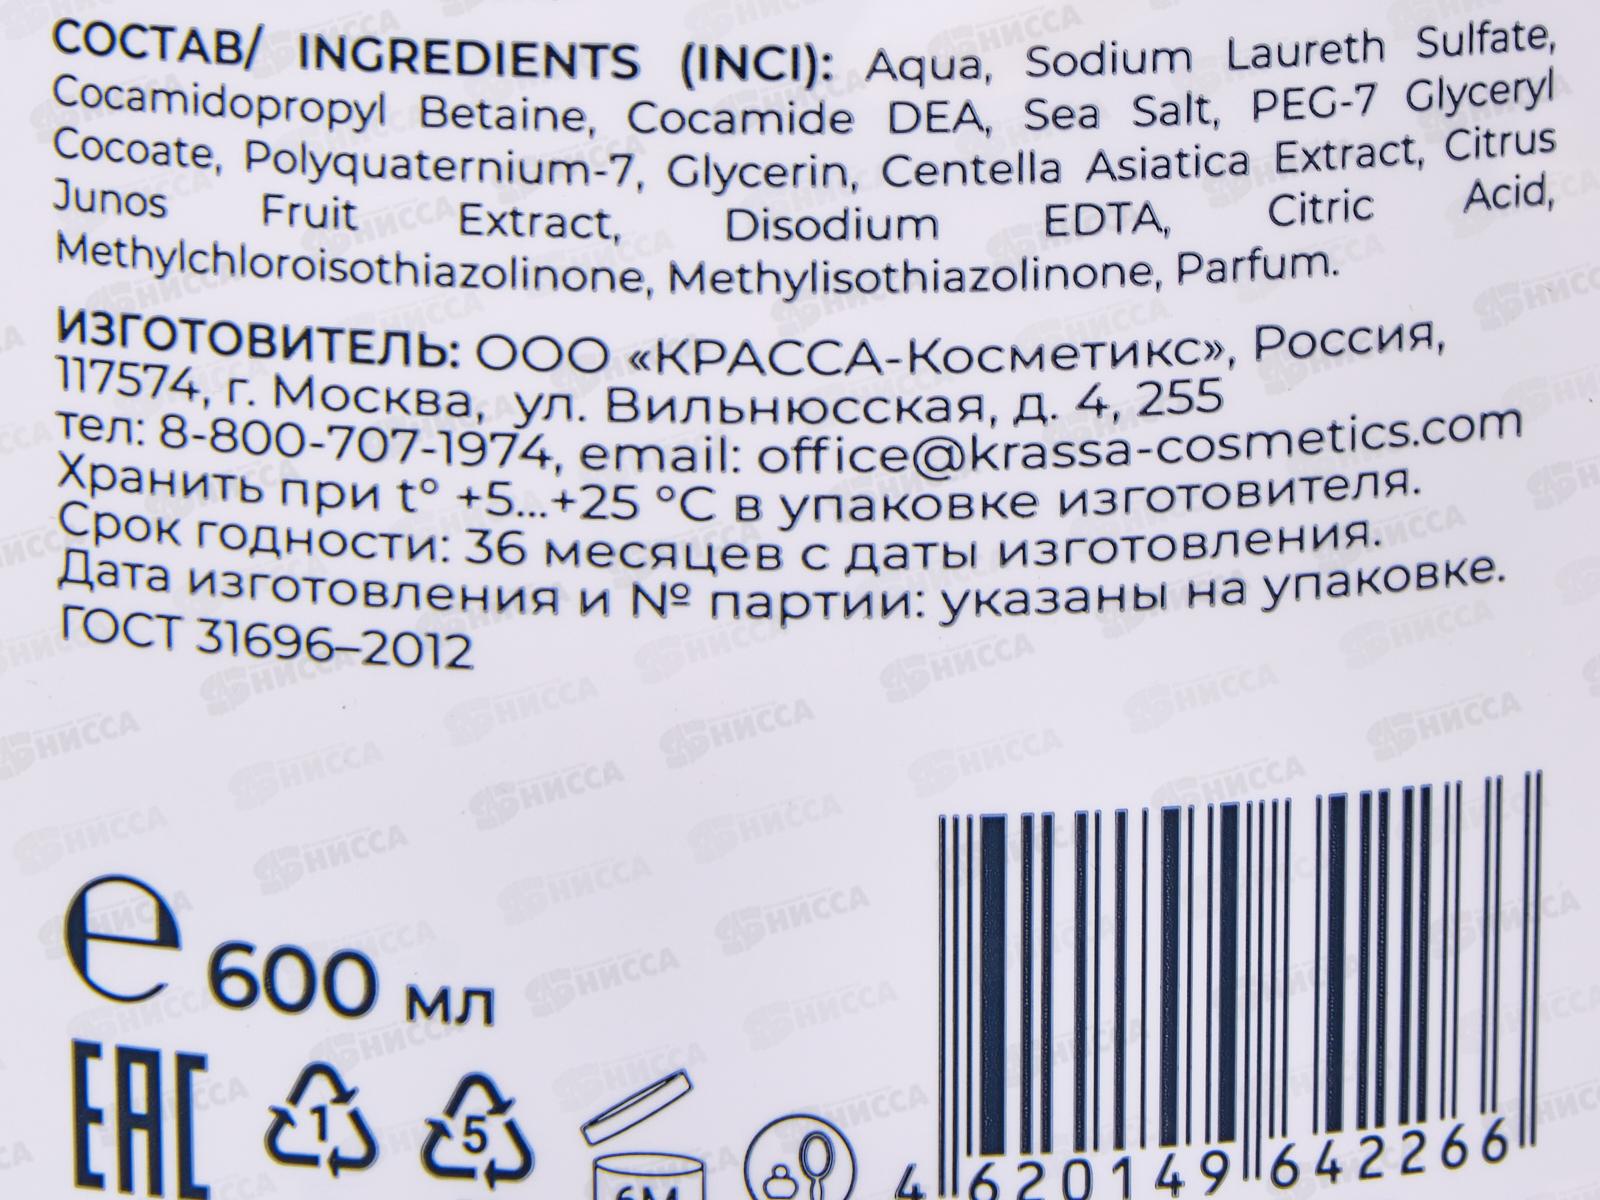 СОСТАВ/ INGREDIENTS (INCI): Aqua, Sodium Laureth Sulfate,
Cocamidopropyl Betaine, Cocamide DEA, Sea Salt, PEG-7 Glyceryl
Cocoate, Polyquaternium-7, Glycerin, Centella Asiatica Extract, Citrus
Junos Fruit Extract, Disodium EDTA, Citric Acid,
Methylchloroisothiazolinone, Methylisothiazolinone, Parfum.
ИЗГОТОВИТЕЛЬ: ООО «КРАССА-Косметикс», Россия,
117574, г. Москва, ул. Вильнюсская, д. 4, 255
тел: 8-800-707-1974, email: office@krassa-cosmetics.com
Хранить при t° +5...+25 °C в упаковке изготовителя.
Срок годности: 36 месяцев с даты изготовления.
Дата изготовления и № партии: указаны на упаковке.
ГОСТ 31696–2012
e 600 мл
EAC 1 5 6M
4 620149 642266